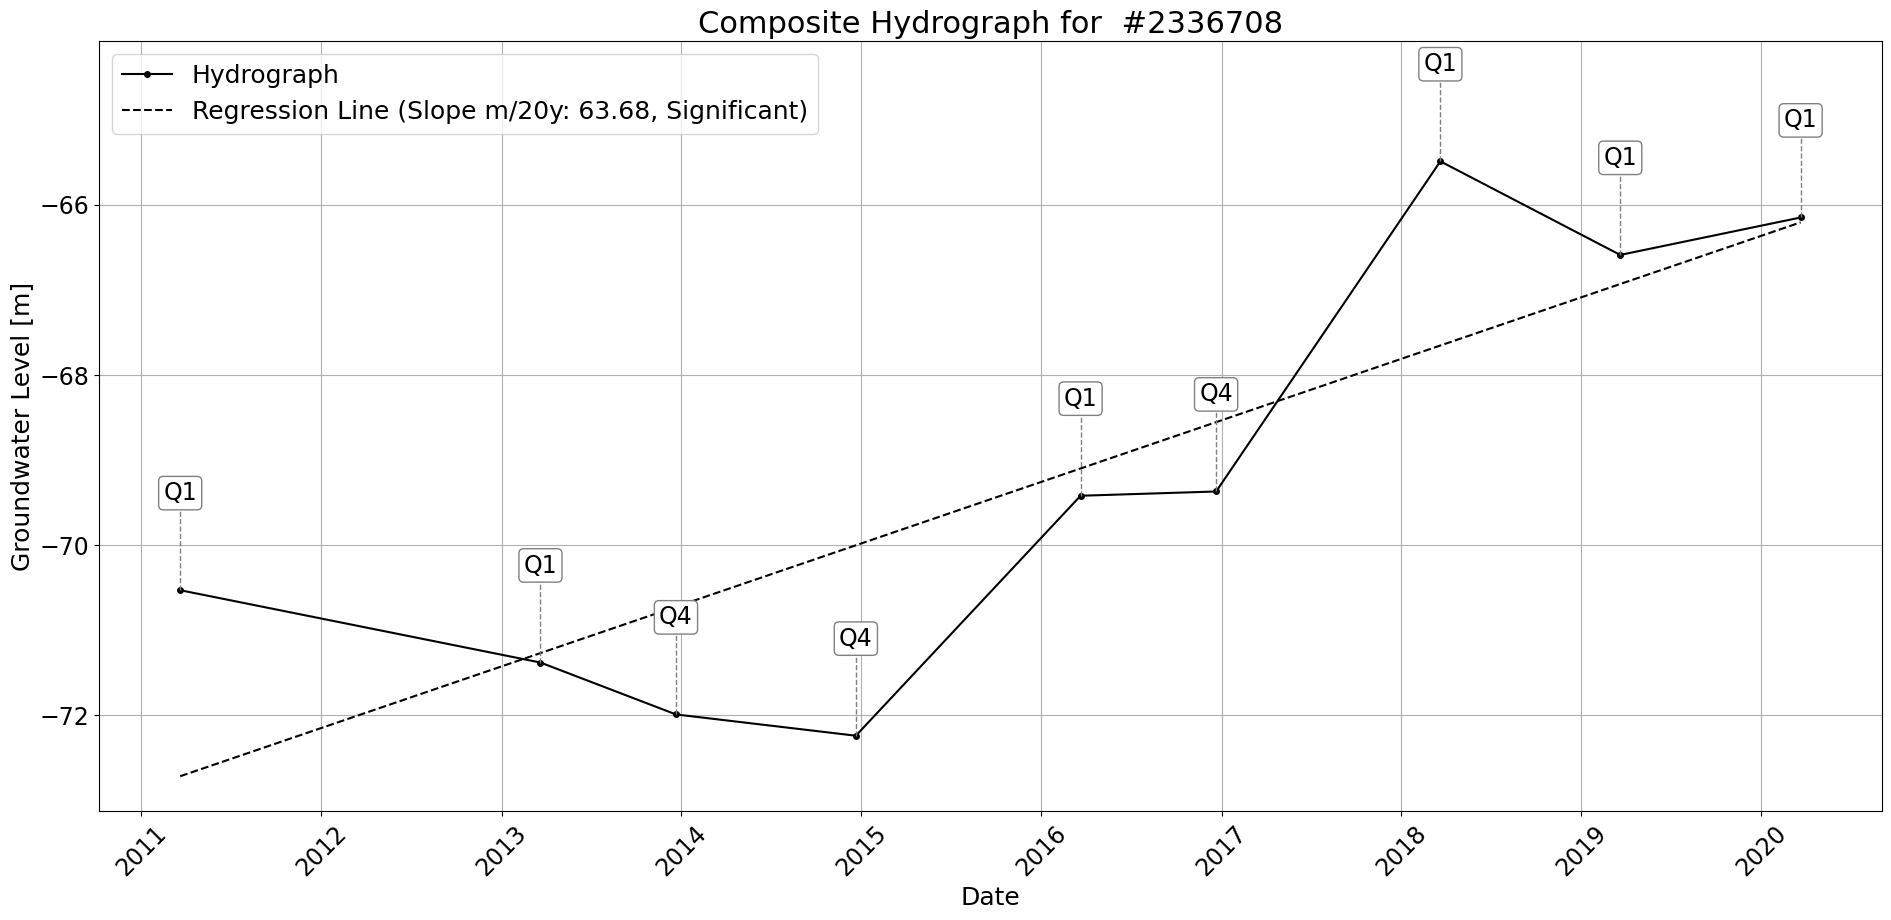 Composite Hydrograph for  #2336708
Hydrograph
Regression Line (Slope m/20y: 63.68, Significant)
Q1
Q1
Q1
Q1
Q1
Q4
Q1
Q1
Q4
Q4
−66
−68
−70
−72
Groundwater Level [m]
2011
2012
2013
2014
2015
2016
2017
2018
2019
2020
Date